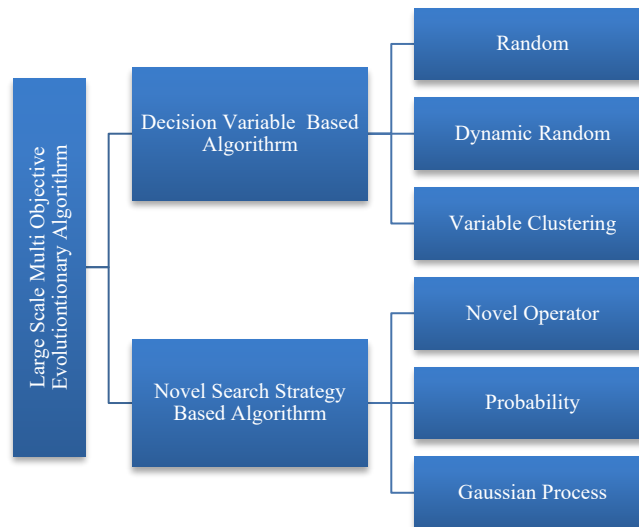 Large Scale Multi Objective
Evolutiontionary Algorithrm
Decision Variable Based
Algorithrm
Random
Dynamic Random
Variable Clustering
Novel Search Strategy
Based Algorithrm
Novel Operator
Probability
Gaussian Process